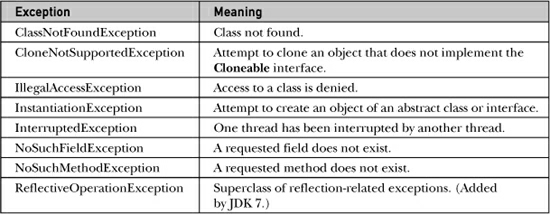 Exception Meaning
ClassNotFoundException Class not found.
CloneNotSupportedException Attempt to clone an object that does not implement the
Cloneable interface.
IllegalAccessException Access to a class is denied.
InstantiationException Attempt to create an object of an abstract class or interface.
InterruptedException One thread has been interrupted by another thread.
NoSuchFieldException A requested field does not exist.
NoSuchMethodException A requested method does not exist.
ReflectiveOperationException Superclass of reflection-related exceptions. (Added
by JDK 7.)